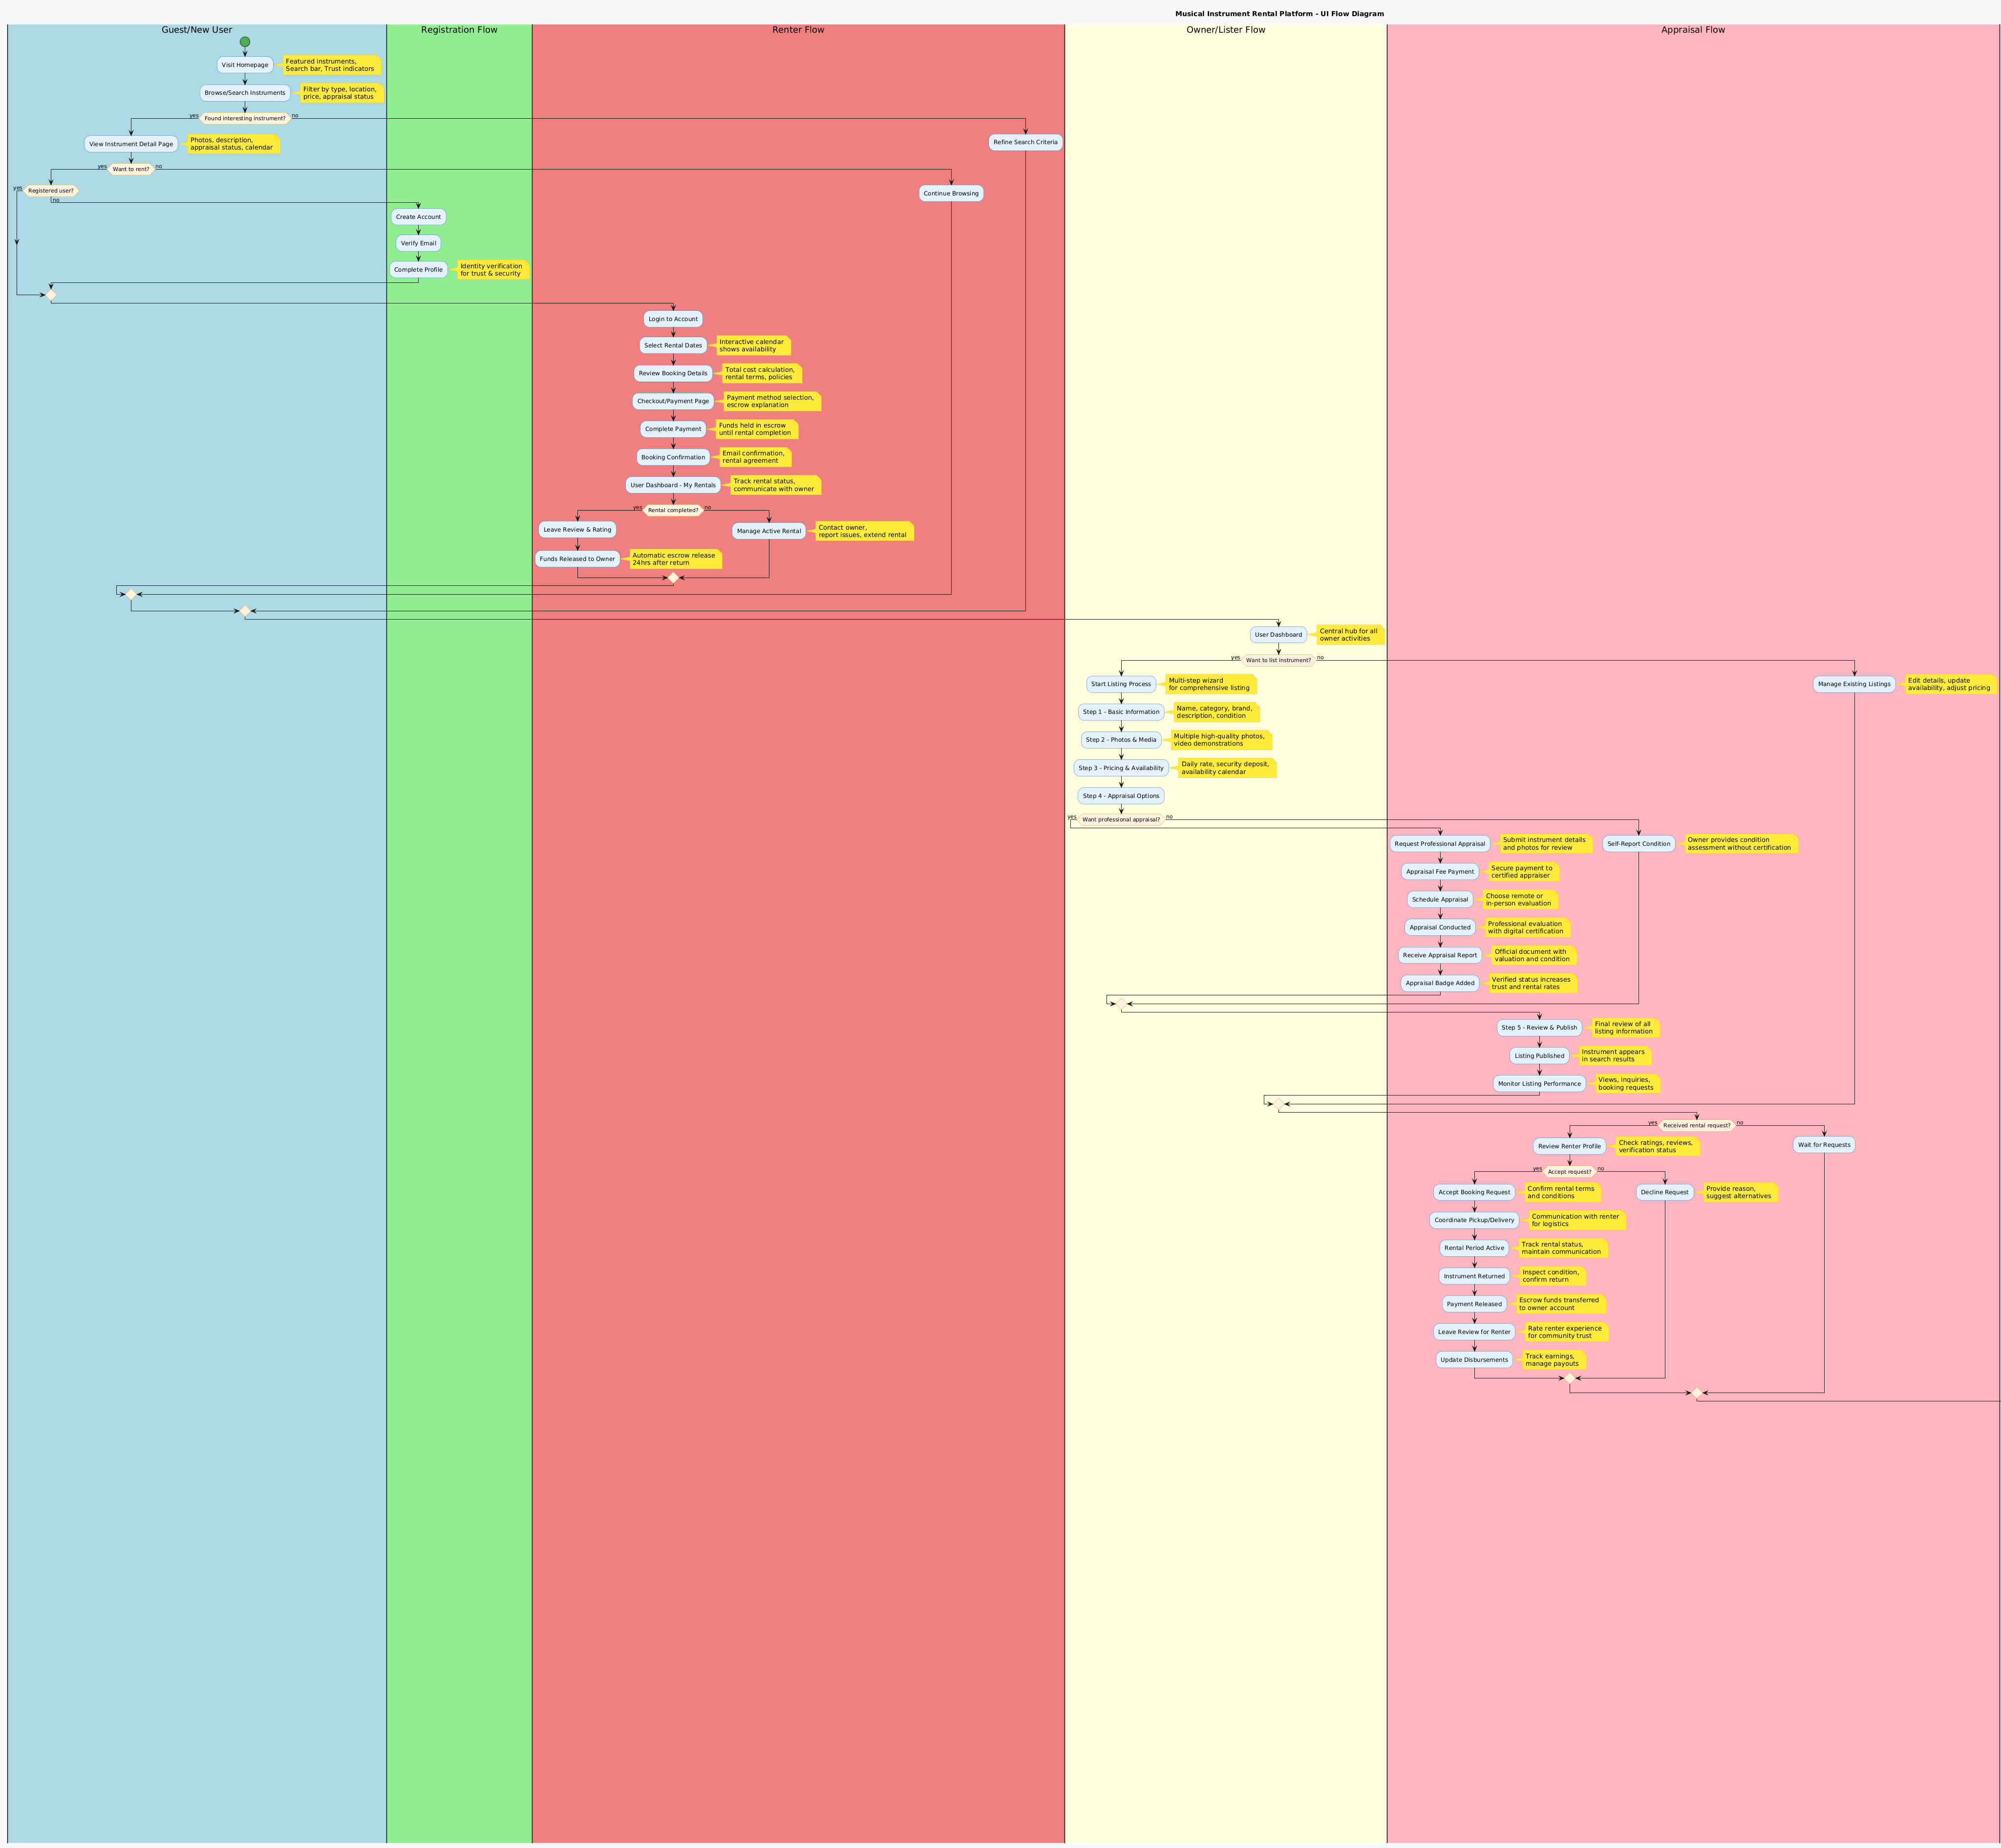 Musical Instrument Rental Platform - UI Flow Diagram
Guest/New User
Registration Flow
Renter Flow
Owner/Lister Flow
Appraisal Flow
Visit Homepage
Featured instruments,
Search bar, Trust indicators
Browse/Search Instruments
Filter by type, location,
price, appraisal status
yes
Found interesting instrument?
no
View Instrument Detail Page
Photos, description,
appraisal status, calendar
Refine Search Criteria
yes
Want to rent?
no
yes
Registered user?
no
Continue Browsing
Create Account
Verify Email
Complete Profile
Identity verification
for trust & security
Login to Account
Select Rental Dates
Interactive calendar
shows availability
Review Booking Details
Total cost calculation,
rental terms, policies
Checkout/Payment Page
Payment method selection,
escrow explanation
Complete Payment
Funds held in escrow
until rental completion
Booking Confirmation
Email confirmation,
rental agreement
User Dashboard - My Rentals
Track rental status,
communicate with owner
yes
Rental completed?
no
Leave Review & Rating
Manage Active Rental
Contact owner,
report issues, extend rental
Funds Released to Owner
Automatic escrow release
24hrs after return
User Dashboard
Central hub for all
owner activities
yes
Want to list instrument?
no
Start Listing Process
Multi-step wizard
for comprehensive listing
Manage Existing Listings
Edit details, update
availability, adjust pricing
Step 1 - Basic Information
Name, category, brand,
description, condition
Step 2 - Photos & Media
Multiple high-quality photos,
video demonstrations
Step 3 - Pricing & Availability
Daily rate, security deposit,
availability calendar
Step 4 - Appraisal Options
yes
Want professional appraisal?
no
Request Professional Appraisal
Submit instrument details
and photos for review
Self-Report Condition
Owner provides condition
assessment without certification
Appraisal Fee Payment
Secure payment to
certified appraiser
Schedule Appraisal
Choose remote or
in-person evaluation
Appraisal Conducted
Professional evaluation
with digital certification
Receive Appraisal Report
Official document with
valuation and condition
Appraisal Badge Added
Verified status increases
trust and rental rates
Step 5 - Review & Publish
Final review of all
listing information
Listing Published
Instrument appears
in search results
Monitor Listing Performance
Views, inquiries,
booking requests
yes
Received rental request?
no
Review Renter Profile
Check ratings, reviews,
verification status
Wait for Requests
yes
Accept request?
no
Accept Booking Request
Confirm rental terms
and conditions
Decline Request
Provide reason,
suggest alternatives
Coordinate Pickup/Delivery
Communication with renter
for logistics
Rental Period Active
Track rental status,
maintain communication
Instrument Returned
Inspect condition,
confirm return
Payment Released
Escrow funds transferred
to owner account
Leave Review for Renter
Rate renter experience
for community trust
Update Disbursements
Track earnings,
manage payouts